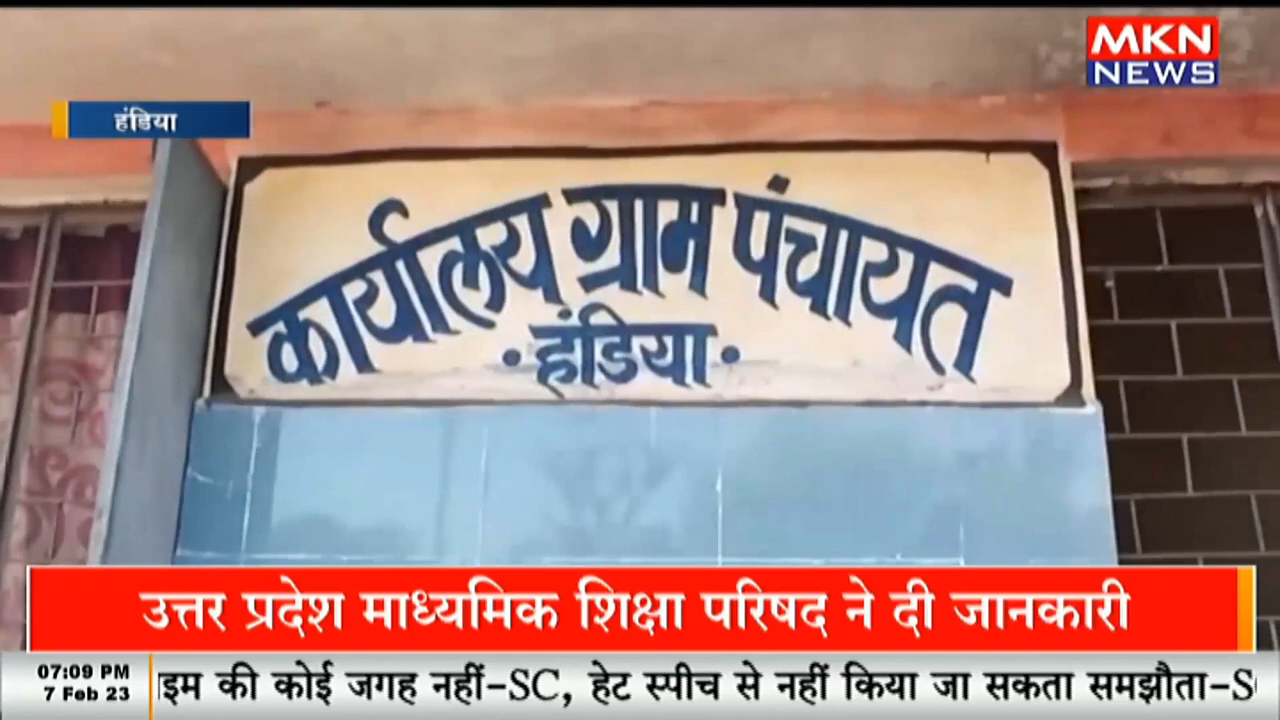 MKN
NEWS
हंडिया
कार्यालय ग्राम पंचायत
हंडिया
उत्तर प्रदेश माध्यमिक शिक्षा परिषद ने दी जानकारी
07:09 PM
7 Feb 23
की कोई जगह नहीं-SC, हेट स्पीच से नहीं किया जा सकता समझौता-